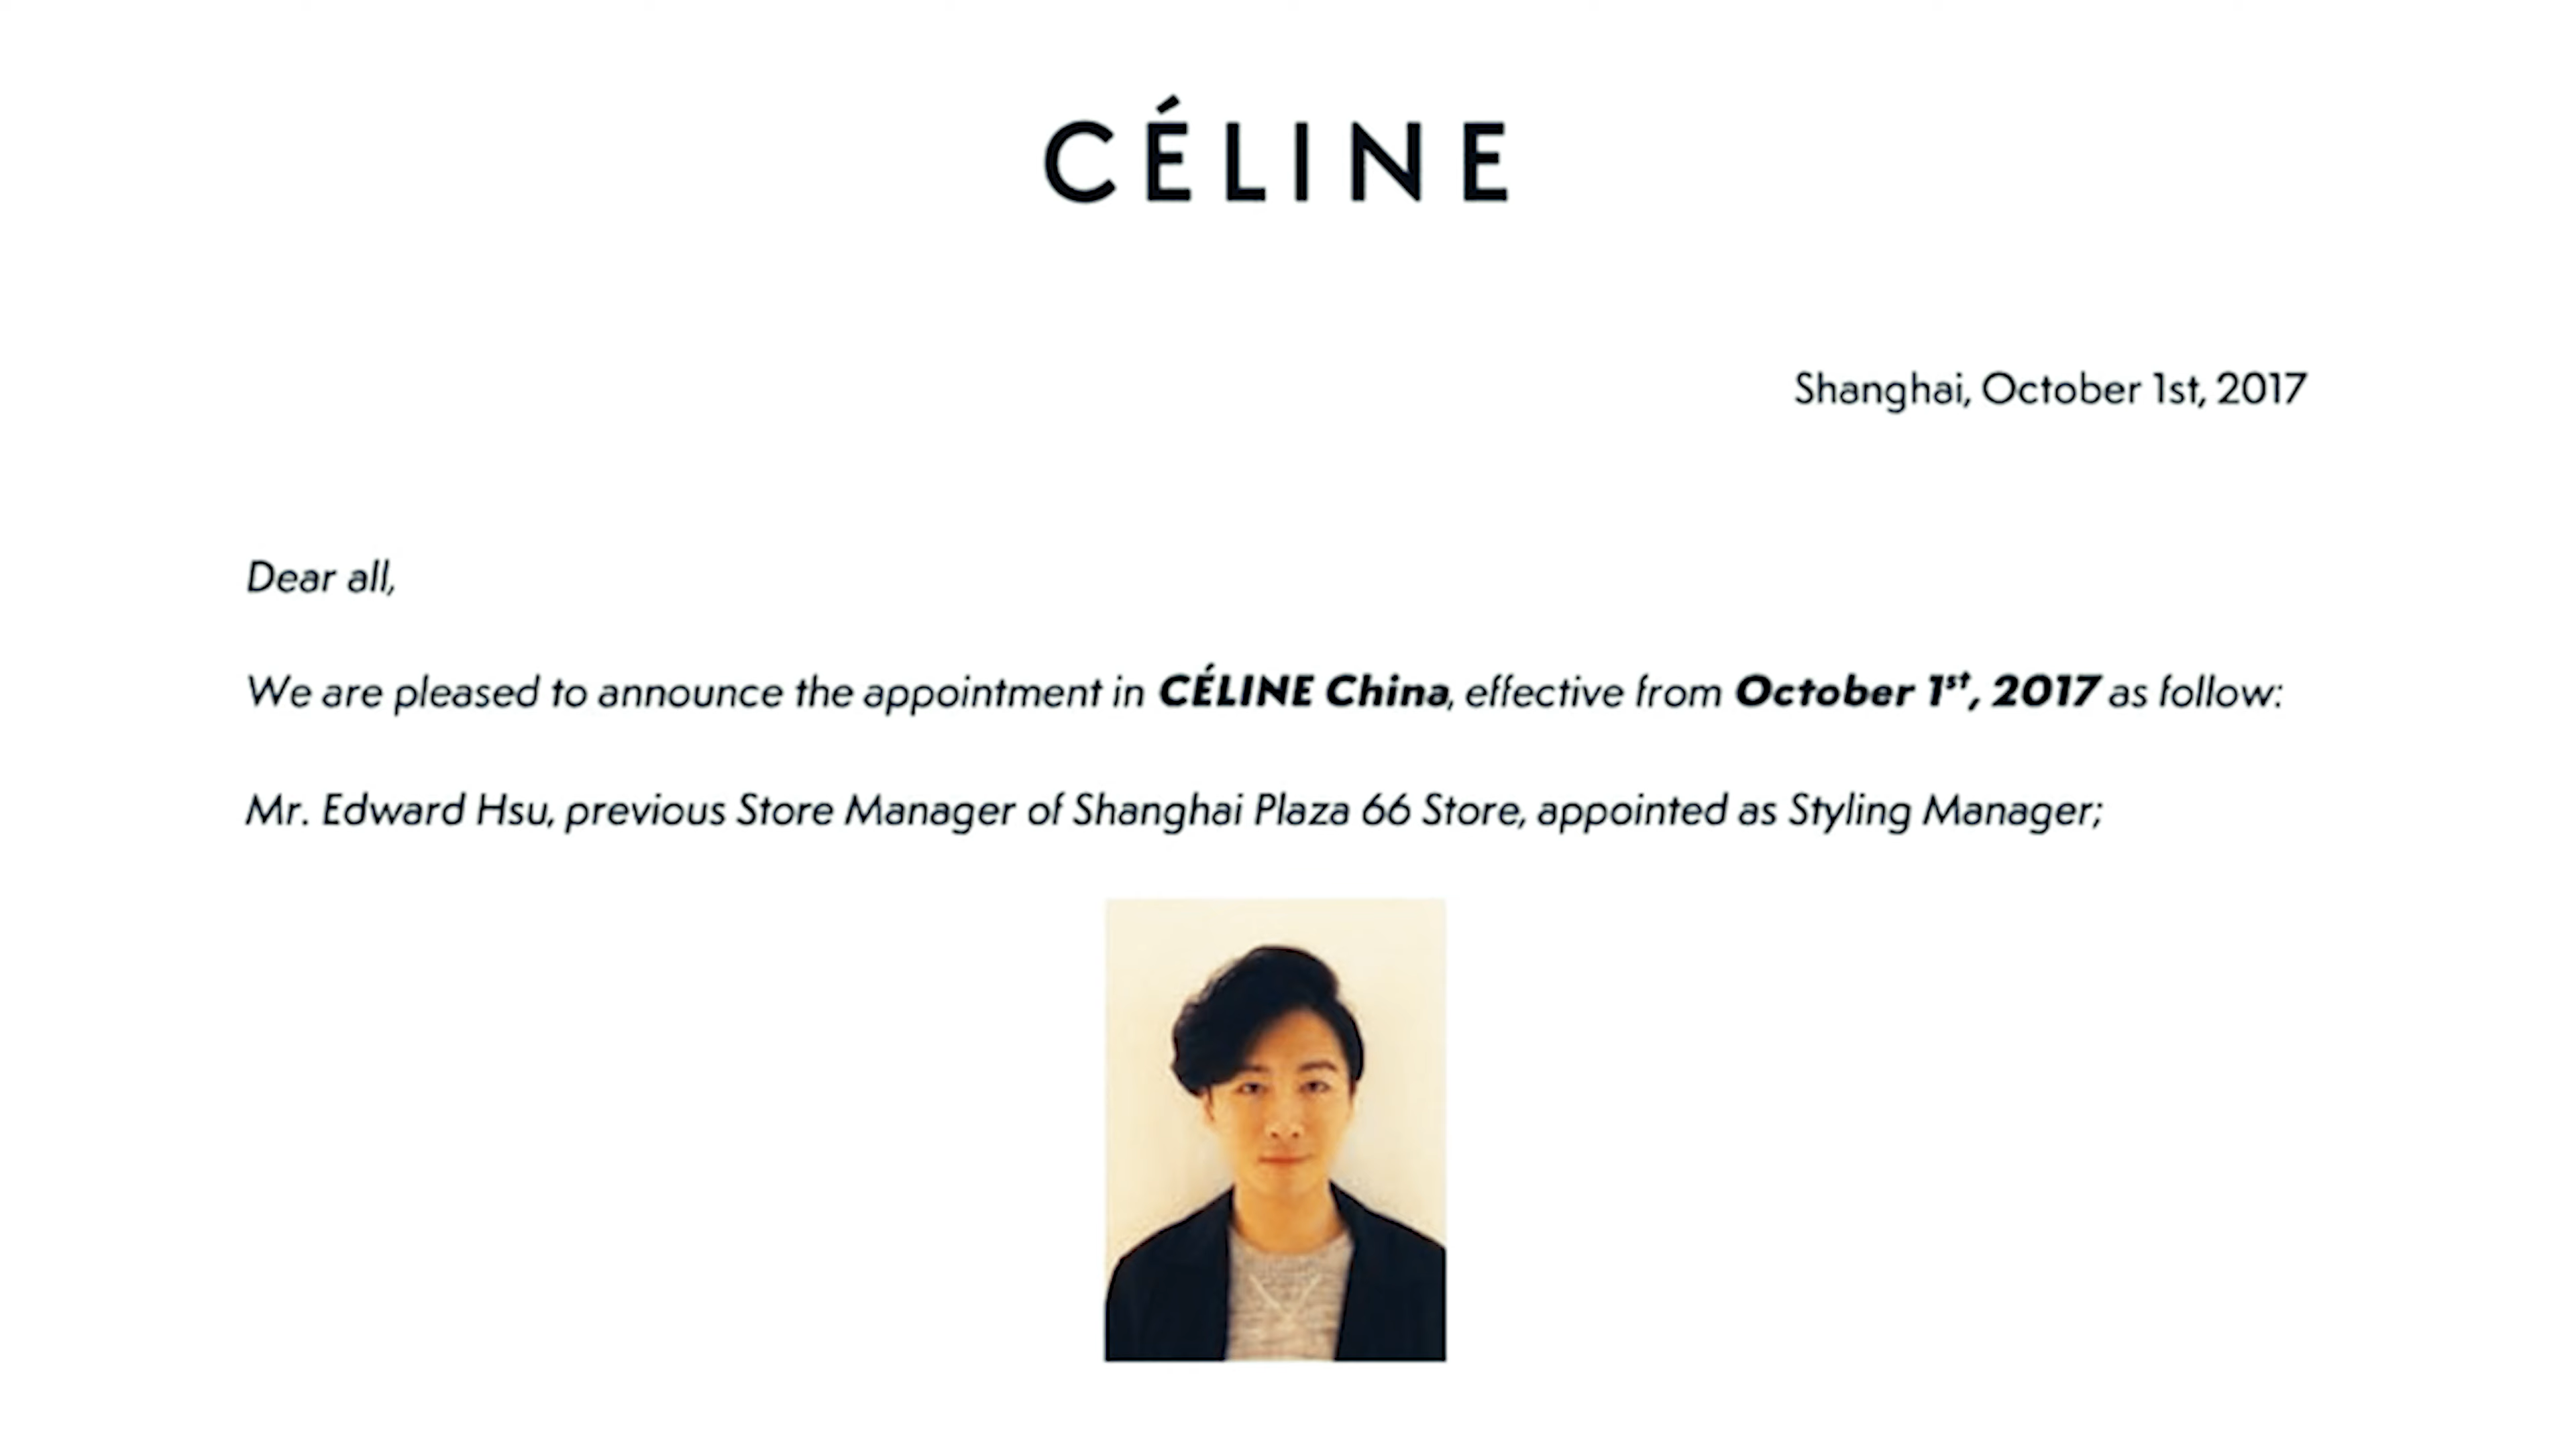 CÉLINE
Shanghai, October 1st, 2017
Dear all,
We are pleased to announce the appointment in CÉLINE China, effective from October 1st, 2017 as follow:
Mr. Edward Hsu, previous Store Manager of Shanghai Plaza 66 Store, appointed as Styling Manager;